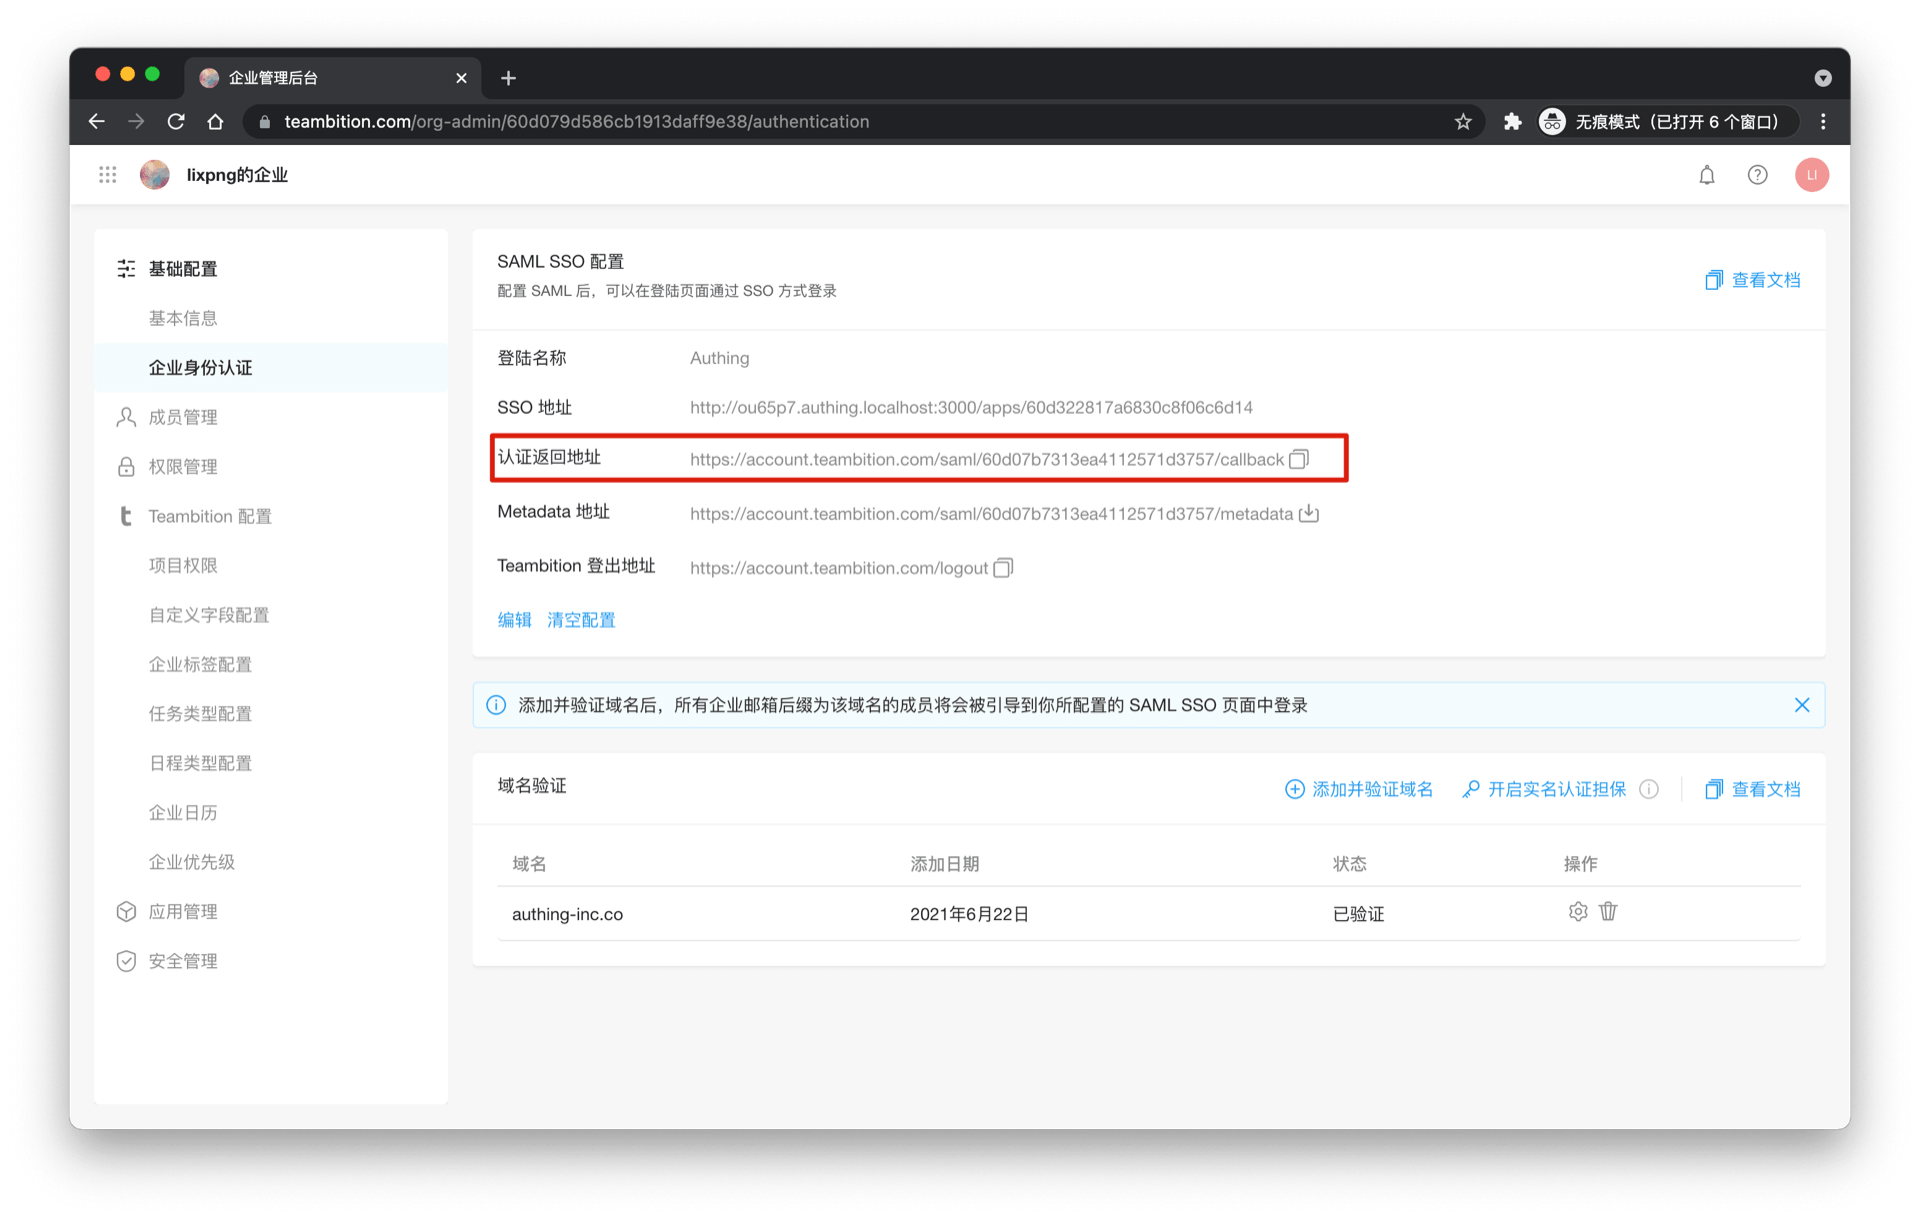 企业管理后台
teambition.com/org-admin/60d079d586cb1913daff9e38/authentication
无痕模式（已打开 6 个窗口）
lixpng的企业
LI
基础配置
基本信息
企业身份认证
成员管理
权限管理
Teambition 配置
项目权限
自定义字段配置
企业标签配置
任务类型配置
日程类型配置
企业日历
企业优先级
应用管理
安全管理
SAML SSO 配置
配置 SAML 后，可以在登陆页面通过 SSO 方式登录
查看文档
登陆名称 Authing
SSO 地址 http://ou65p7.authing.localhost:3000/apps/60d322817a6830c8f06c6d14
认证返回地址 https://account.teambition.com/saml/60d07b7313ea4112571d3757/callback
Metadata 地址 https://account.teambition.com/saml/60d07b7313ea4112571d3757/metadata
Teambition 登出地址 https://account.teambition.com/logout
编辑 清空配置
添加并验证域名后，所有企业邮箱后缀为该域名的成员将会被引导到你所配置的 SAML SSO 页面中登录
域名验证
添加并验证域名 开启实名认证担保 查看文档
域名 添加日期 状态 操作
authing-inc.co 2021年6月22日 已验证